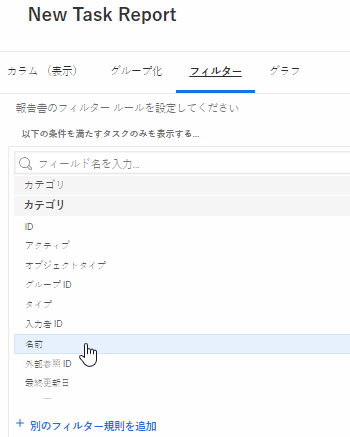 New Task Report
カラム （表示） グループ化 フィルター グラフ
報告書のフィルター ルールを設定してください
以下の条件を満たすタスクのみを表示する...
フィールド名を入力...
カテゴリ
カテゴリ
ID
アクティブ
オブジェクトタイプ
グループ ID
タイプ
入力者 ID
名前
外部参照 ID
最終更新日
+ 別のフィルター規則を追加